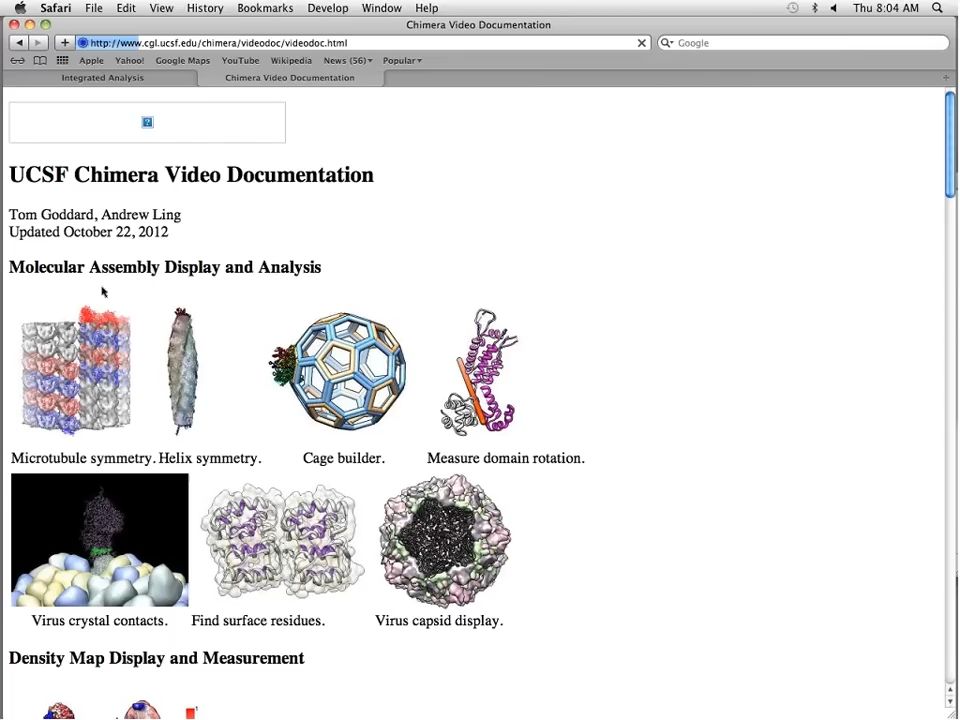 Safari File Edit View History Bookmarks Develop Window Help Thu 8:04 AM
Chimera Video Documentation
http://www.cgl.ucsf.edu/chimera/videodoc/videodoc.html Google
Apple Yahoo! Google Maps YouTube Wikipedia News (56) Popular
Integrated Analysis Chimera Video Documentation
UCSF Chimera Video Documentation
Tom Goddard, Andrew Ling
Updated October 22, 2012
Molecular Assembly Display and Analysis
Microtubule symmetry. Helix symmetry. Cage builder. Measure domain rotation.
Virus crystal contacts. Find surface residues. Virus capsid display.
Density Map Display and Measurement